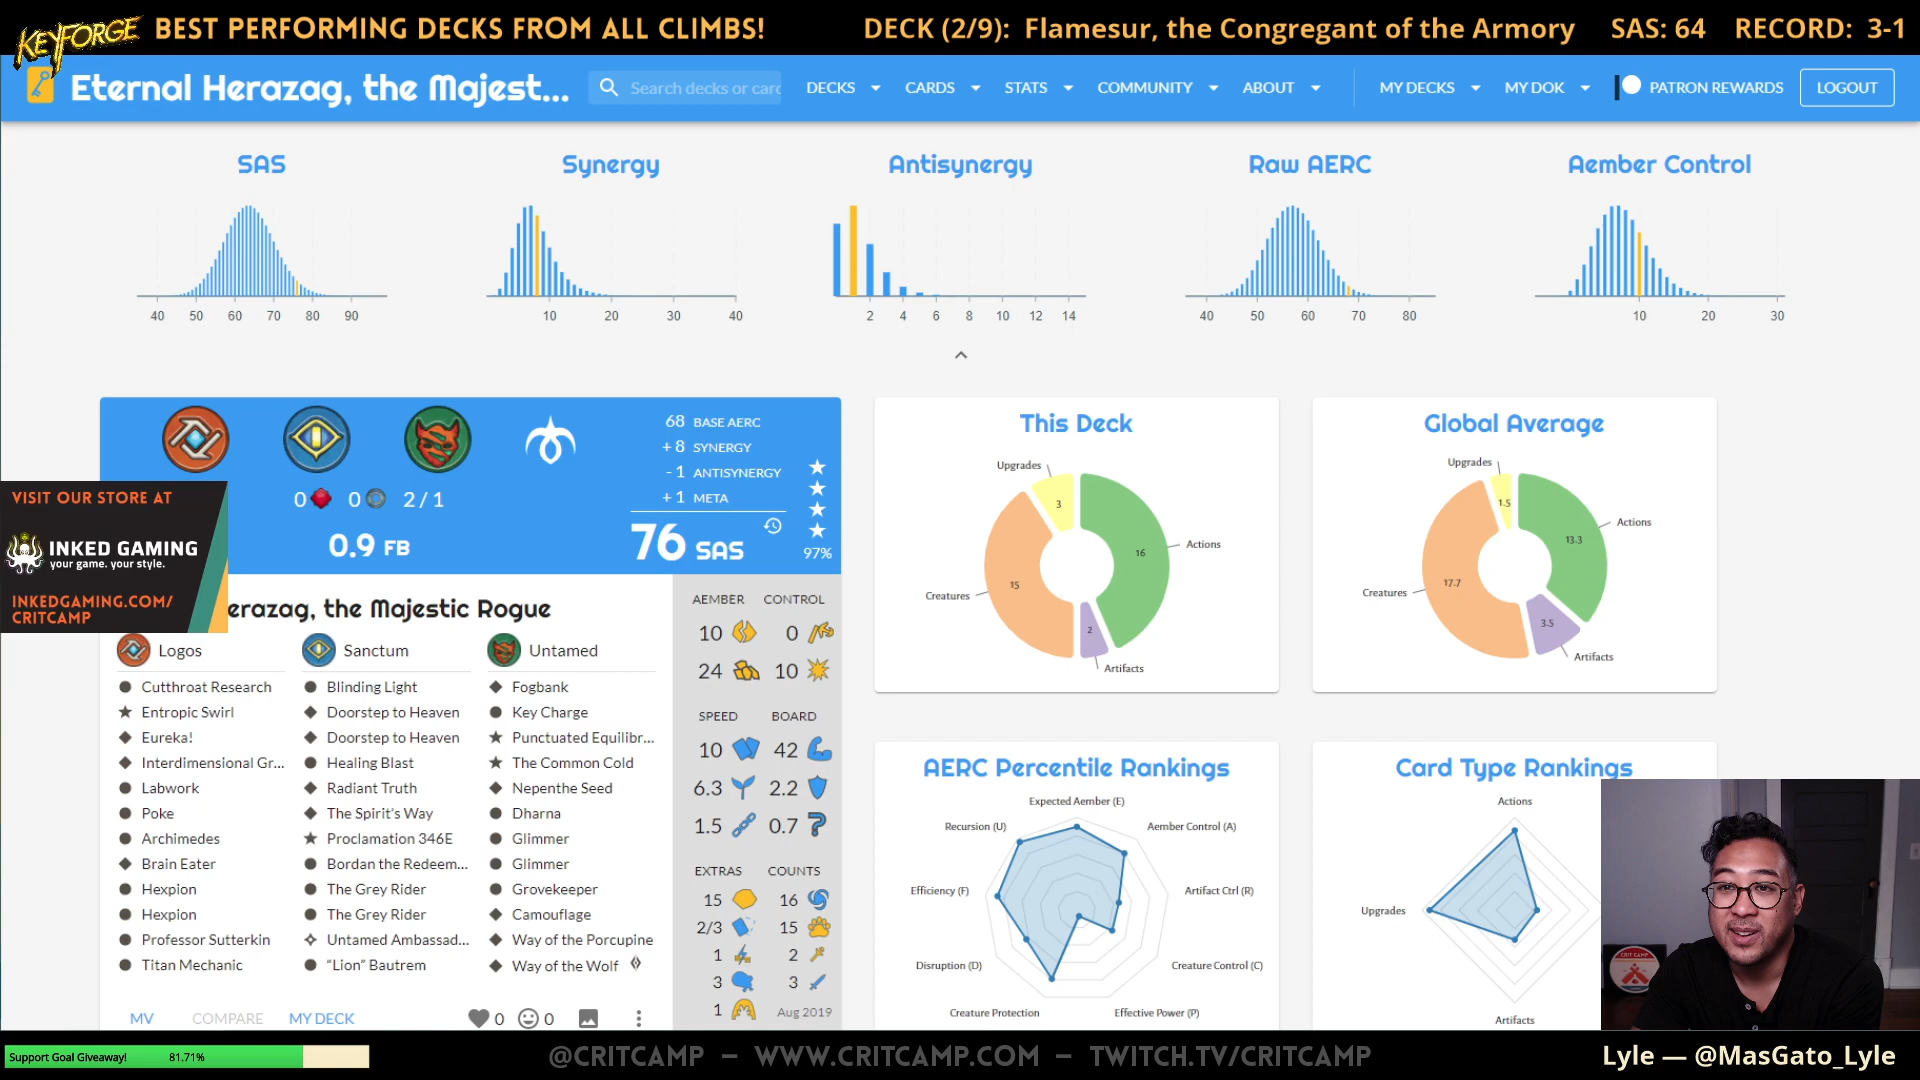 KEYFORGE
BEST PERFORMING DECKS FROM ALL CLIMBS!
DECK (2/9): Flamesur, the Congregant of the Armory
SAS: 64
RECORD: 3-1
Eternal Herazag, the Majest...
Search decks or card
DECKS
CARDS
STATS
COMMUNITY
ABOUT
MY DECKS
MY DOK
PATRON REWARDS
LOGOUT
SAS
Synergy
Antisynergy
Raw AERC
Aember Control
40 50 60 70 80 90
10 20 30 40
2 4 6 8 10 12 14
40 50 60 70 80
10 20 30
68 BASE AERC
+ 8 SYNERGY
- 1 ANTISYNERGY
+ 1 META
76 SAS
97%
0 0 2 / 1
0.9 FB
VISIT OUR STORE AT
INKED GAMING
your game. your style.
INKEDGAMING.COM/
CRITCAMP
erazag, the Majestic Rogue
Logos
Cutthroat Research
Entropic Swirl
Eureka!
Interdimensional Gr...
Labwork
Poke
Archimedes
Brain Eater
Hexpion
Hexpion
Professor Sutterkin
Titan Mechanic
Sanctum
Blinding Light
Doorstep to Heaven
Doorstep to Heaven
Healing Blast
Radiant Truth
The Spirit's Way
Proclamation 346E
Bordan the Redeem...
The Grey Rider
The Grey Rider
Untamed Ambassad...
"Lion" Bautrem
Untamed
Fogbank
Key Charge
Punctuated Equilibr...
The Common Cold
Nepenthe Seed
Dharna
Glimmer
Glimmer
Grovekeeper
Camouflage
Way of the Porcupine
Way of the Wolf
MV
COMPARE
MY DECK
0
0
AEMBER CONTROL
10 0
24 10
SPEED BOARD
10 42
6.3 2.2
1.5 0.7
EXTRAS COUNTS
15 16
2/3 15
1 2
3 3
1 Aug 2019
This Deck
Upgrades
3
16
Actions
15
Creatures
2
Artifacts
Global Average
Upgrades
1.5
Actions
13.3
17.7
Creatures
3.5
Artifacts
AERC Percentile Rankings
Expected Aember (E)
Recursion (U)
Aember Control (A)
Efficiency (F)
Artifact Ctrl (R)
Disruption (D)
Creature Control (C)
Creature Protection
Effective Power (P)
Card Type Rankings
Actions
Upgrades
Artifacts
CRIT CAMP
Support Goal Giveaway! 81.71%
@CRITCAMP — WWW.CRITCAMP.COM — TWITCH.TV/CRITCAMP
Lyle — @MasGato_Lyle